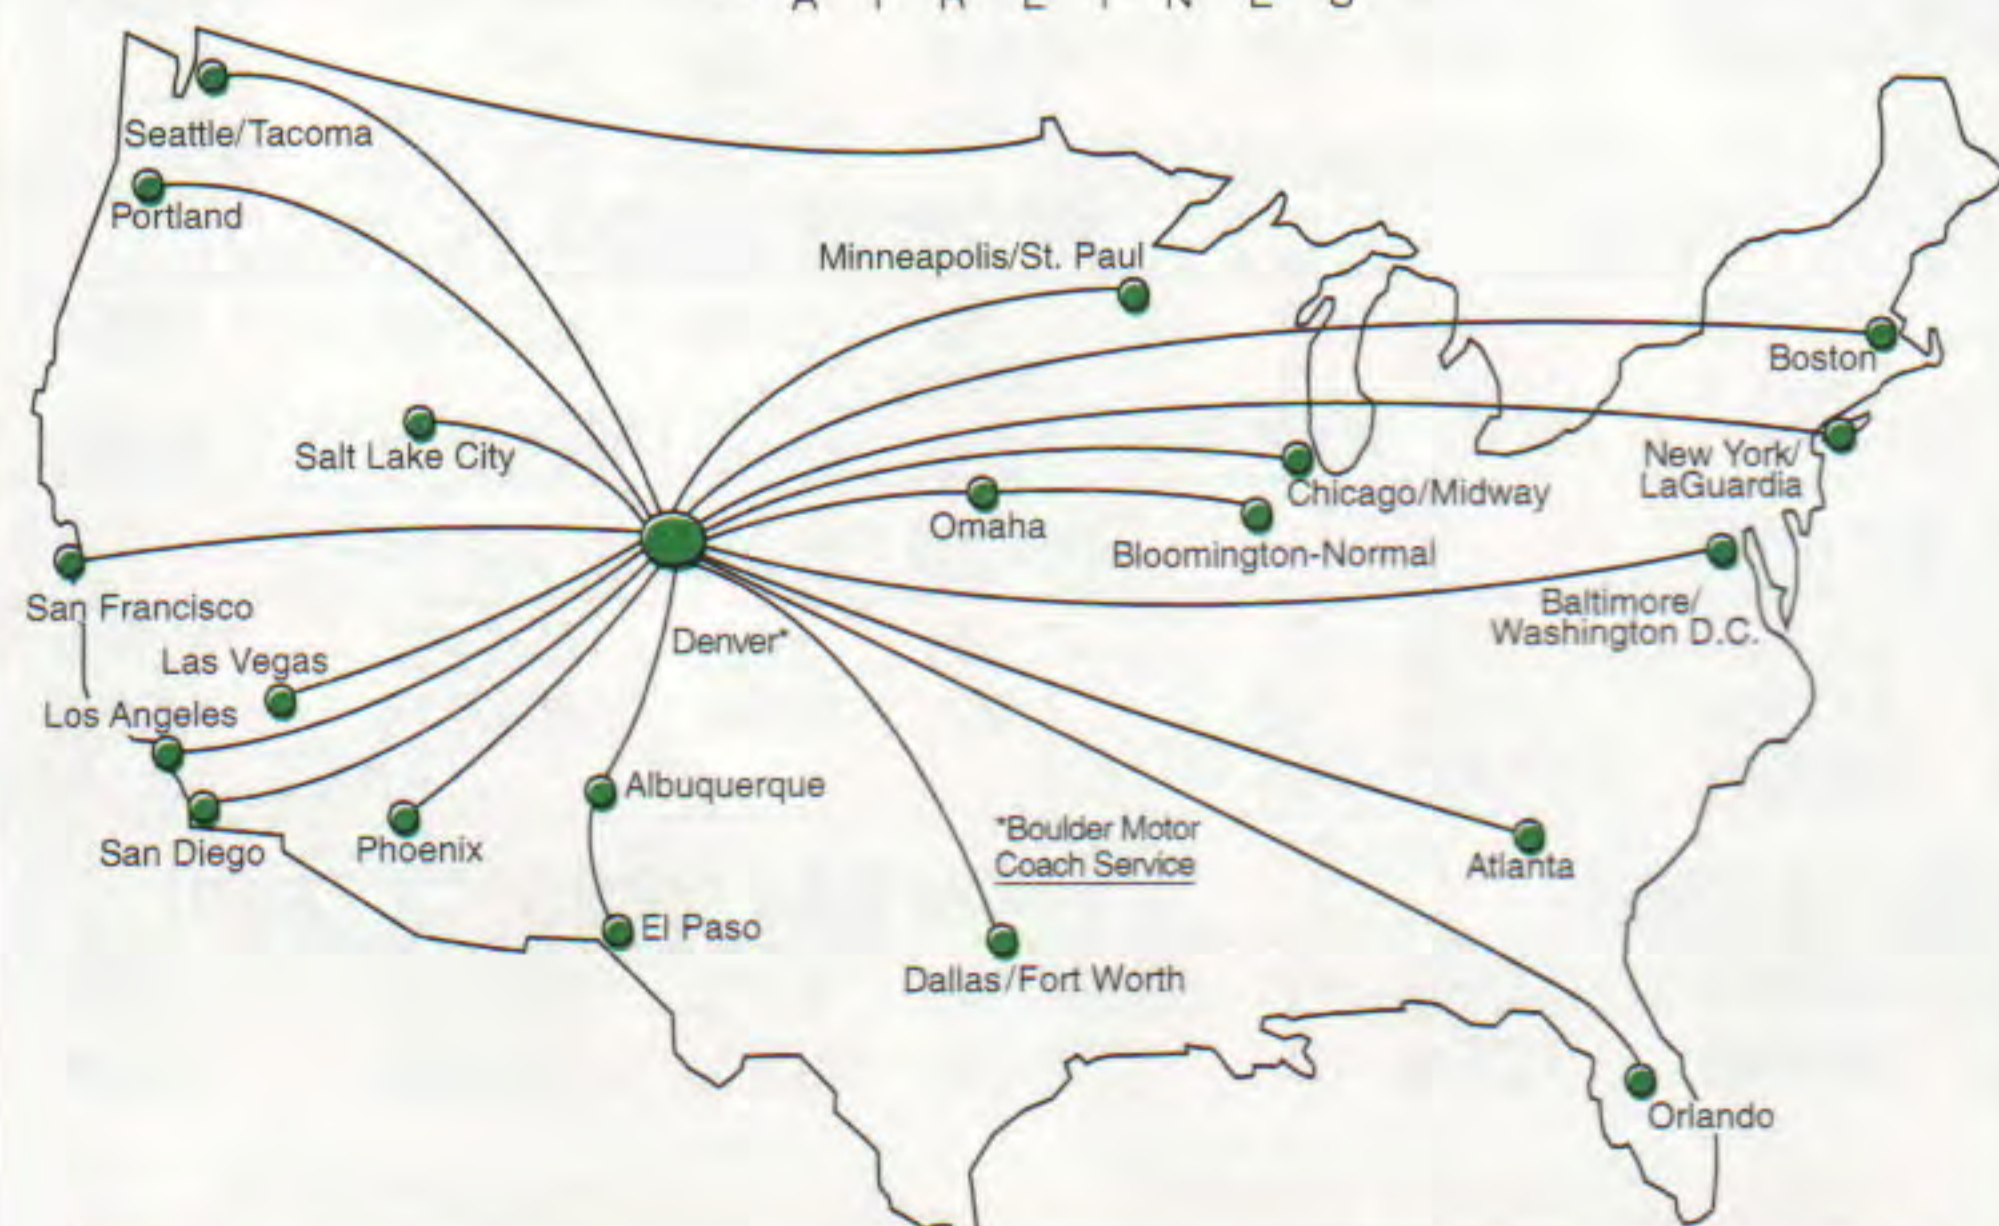 A I R L I N E S
Seattle/Tacoma
Portland
Minneapolis/St. Paul
Boston
Salt Lake City
New York/
LaGuardia
Chicago/Midway
Omaha
Bloomington-Normal
San Francisco
Baltimore/
Washington D.C.
Denver*
Las Vegas
Los Angeles
Albuquerque
*Boulder Motor
Coach Service
San Diego
Phoenix
Atlanta
El Paso
Dallas/Fort Worth
Orlando